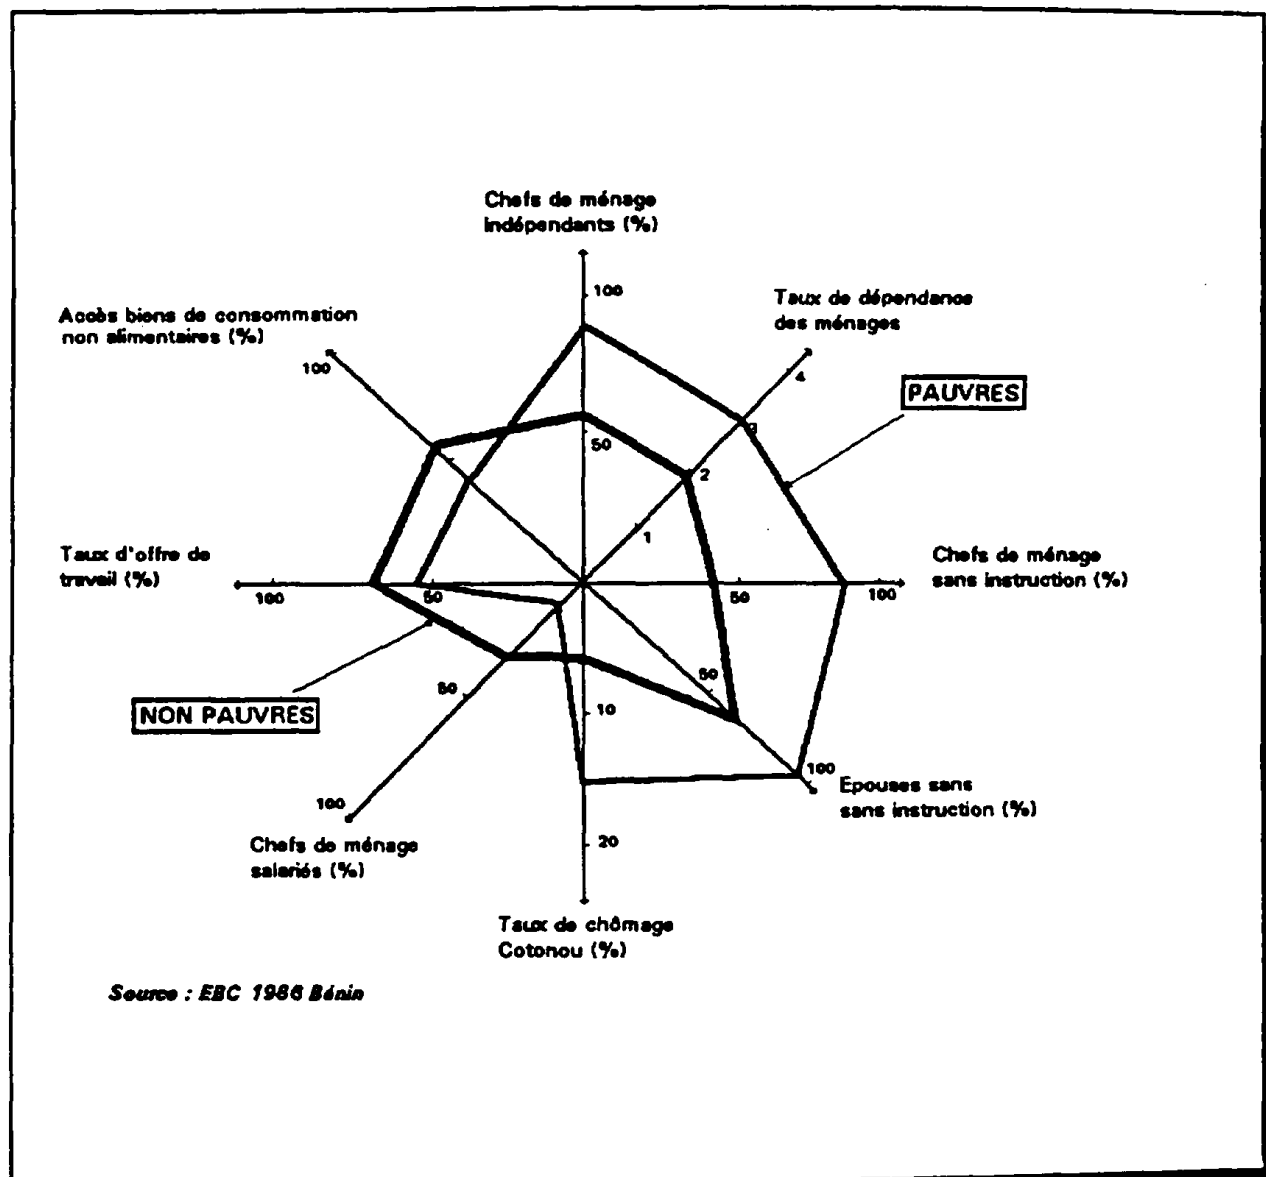 Chefs de ménage
indépendants (%)
100
Taux de dépendance
des ménages
Accès biens de consommation
non alimentaires (%)
100
4
PAUVRES
3
50
2
1
Taux d'offre de
travail (%)
Chefs de ménage
sans instruction (%)
100
50
50
100
50
50
NON PAUVRES
10
100
Epouses sans
sans instruction (%)
100
20
Chefs de ménage
salariés (%)
Taux de chômage
Cotonou (%)
Source : EBC 1986 Bénin